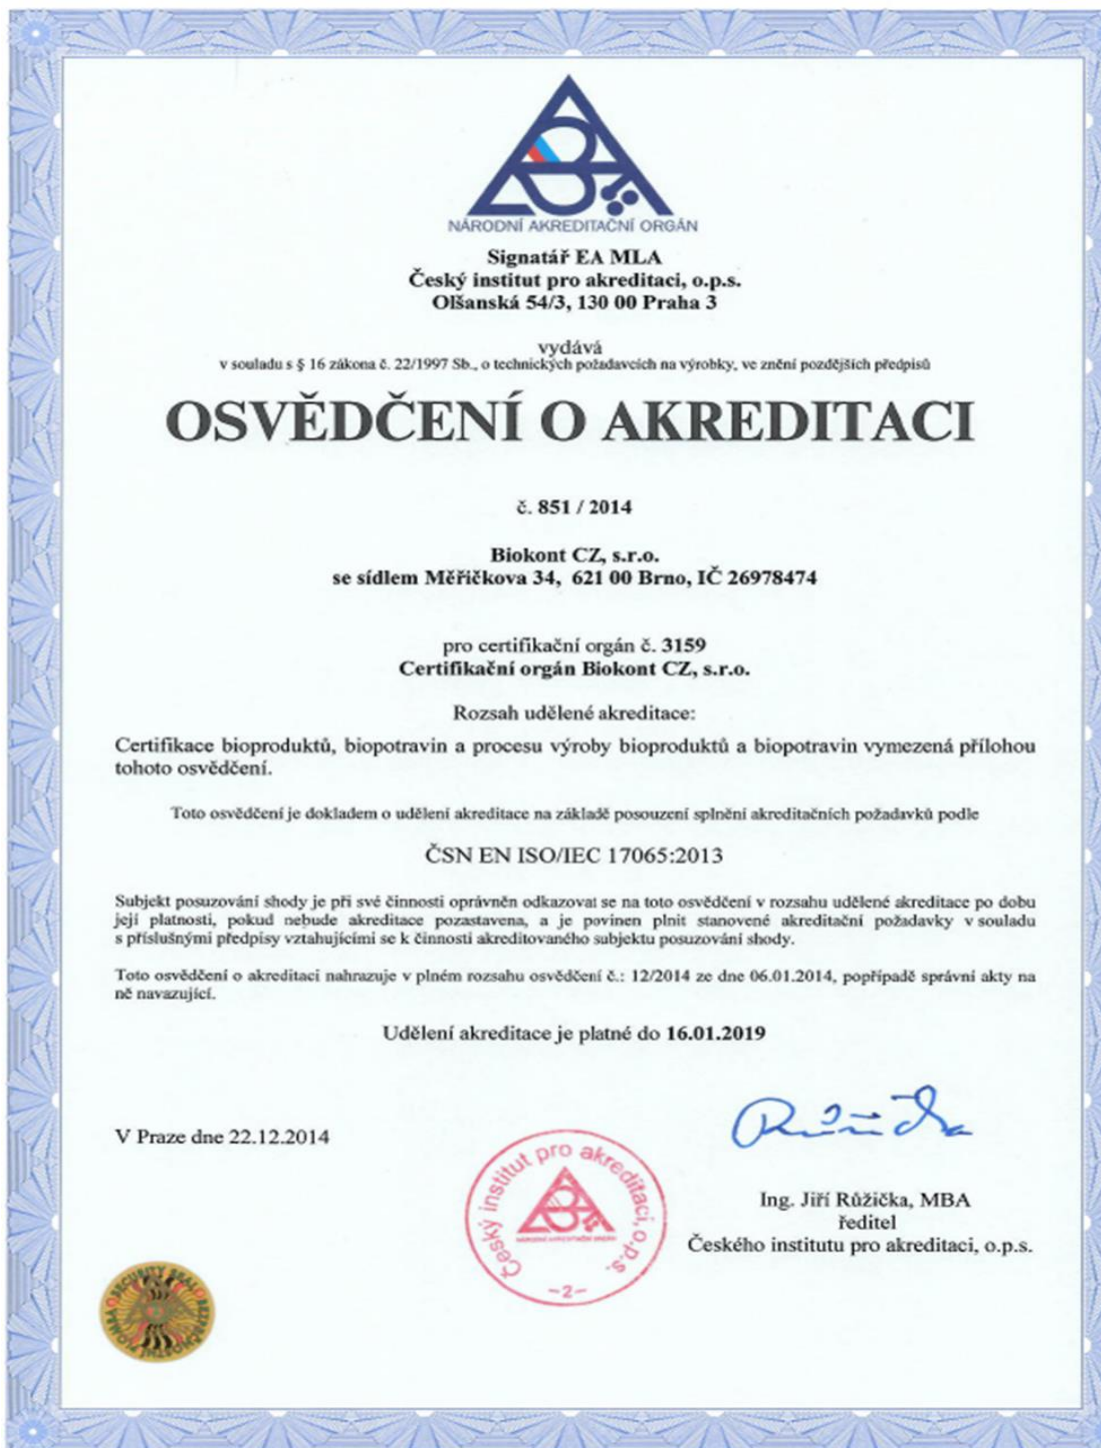 NÁRODNÍ AKREDITAČNÍ ORGÁN
Signatář EA MLA
Český institut pro akreditaci, o.p.s.
Olšanská 54/3, 130 00 Praha 3
vydává
v souladu s § 16 zákona č. 22/1997 Sb., o technických požadavcích na výrobky, ve znění pozdějších předpisů
OSVĚDČENÍ O AKREDITACI
č. 851 / 2014
Biokont CZ, s.r.o.
se sídlem Měřičkova 34, 621 00 Brno, IČ 26978474
pro certifikační orgán č. 3159
Certifikační orgán Biokont CZ, s.r.o.
Rozsah udělené akreditace:
Certifikace bioproduktů, biopotravin a procesu výroby bioproduktů a biopotravin vymezená přílohou
tohoto osvědčení.
Toto osvědčení je dokladem o udělení akreditace na základě posouzení splnění akreditačních požadavků podle
ČSN EN ISO/IEC 17065:2013
Subjekt posuzování shody je při své činnosti oprávněn odkazovat se na toto osvědčení v rozsahu udělené akreditace po dobu
její platnosti, pokud nebude akreditace pozastavena, a je povinen plnit stanovené akreditační požadavky v souladu
s příslušnými předpisy vztahujícími se k činnosti akreditovaného subjektu posuzování shody.
Toto osvědčení o akreditaci nahrazuje v plném rozsahu osvědčení č.: 12/2014 ze dne 06.01.2014, popřípadě správní akty na
ně navazující.
Udělení akreditace je platné do 16.01.2019
V Praze dne 22.12.2014
Růžička
Český institut pro akreditaci, o.p.s.
NÁRODNÍ AKREDITAČNÍ ORGÁN
-2-
Ing. Jiří Růžička, MBA
ředitel
Českého institutu pro akreditaci, o.p.s.
SECURITY SEAL
BEZPEČNOSTNÍ PLOMBA